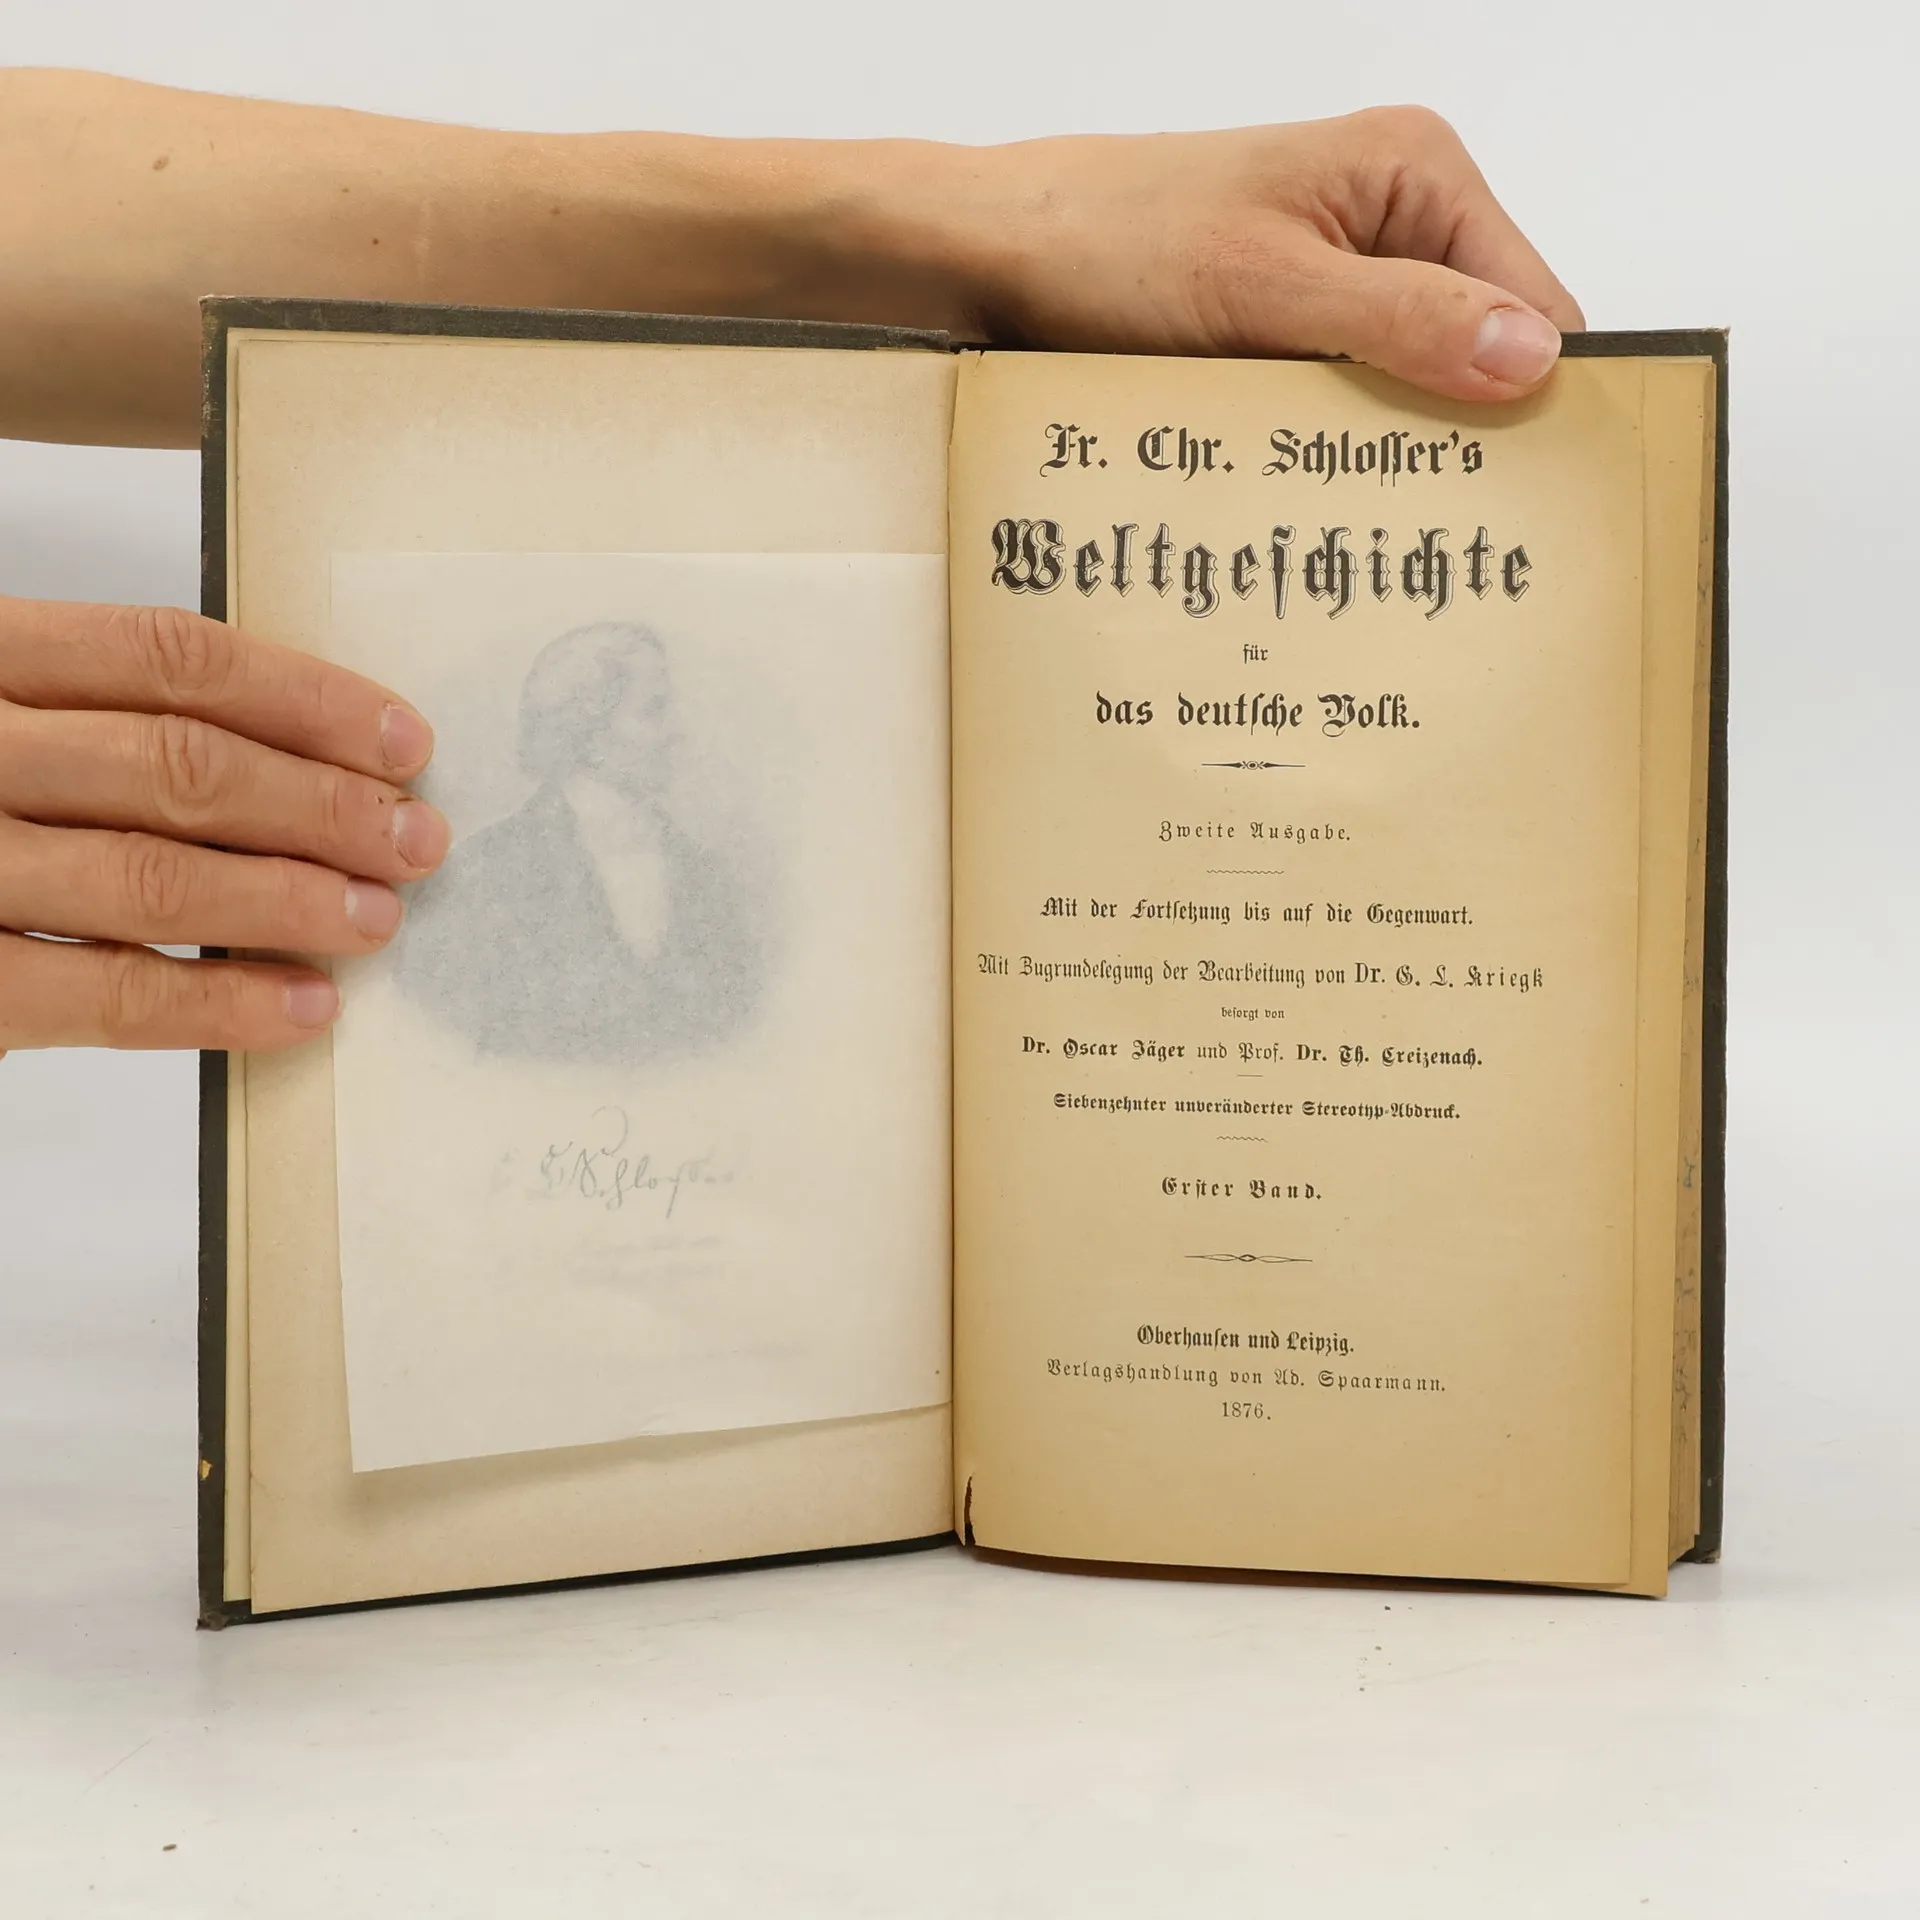 Schlosser
Fr. Chr. Schloſſer's
Weltgeſchichte
für
das deutſche Volk.
Zweite Ausgabe.
Mit der Fortſetzung bis auf die Gegenwart.
Mit Zugrundelegung der Bearbeitung von Dr. G. L. Kriegk
beſorgt von
Dr. Oscar Jäger und Prof. Dr. Th. Creizenach.
Siebenzehnter unveränderter Stereotyp-Abdruck.
Erſter Band.
Oberhauſen und Leipzig.
Verlagshandlung von Ad. Spaarmann.
1876.